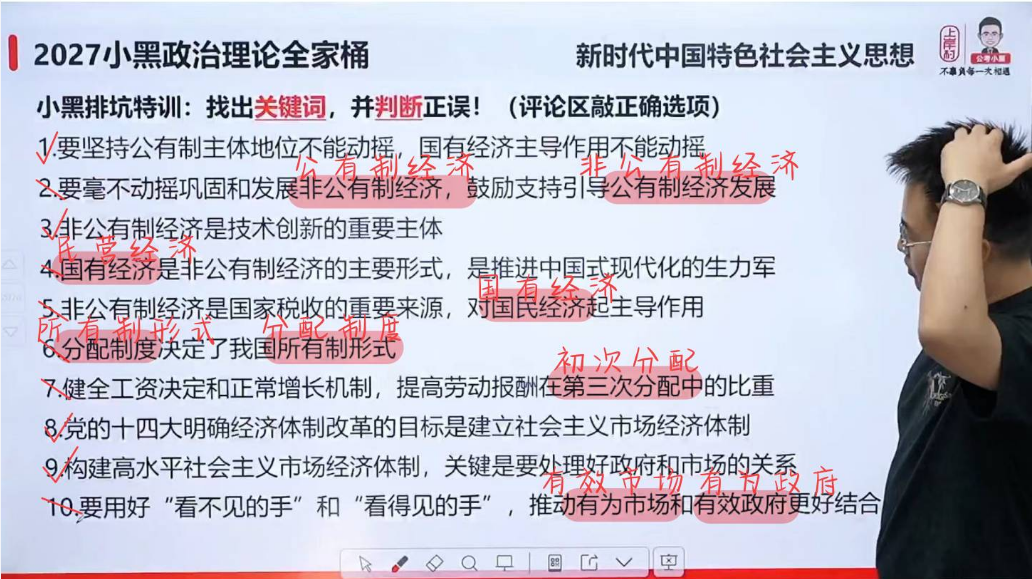 2027小黑政治理论全家桶
新时代中国特色社会主义思想
上岸村
公考小黑
不辜负每一次相遇
小黑排坑特训：找出关键词，并判断正误！（评论区敲正确选项）
1.要坚持公有制主体地位不能动摇，国有经济主导作用不能动摇
公有制经济 非公有制经济
2.要毫不动摇巩固和发展非公有制经济，鼓励支持引导公有制经济发展
3.非公有制经济是技术创新的重要主体
民营经济
4.国有经济是非公有制经济的主要形式，是推进中国式现代化的生力军
国有经济
5.非公有制经济是国家税收的重要来源，对国民经济起主导作用
所有制形式 分配制度
6.分配制度决定了我国所有制形式
初次分配
7.健全工资决定和正常增长机制，提高劳动报酬在第三次分配中的比重
8.党的十四大明确经济体制改革的目标是建立社会主义市场经济体制
9.构建高水平社会主义市场经济体制，关键是要处理好政府和市场的关系
有效市场 有为政府
10.要用好“看不见的手”和“看得见的手”，推动有为市场和有效政府更好结合